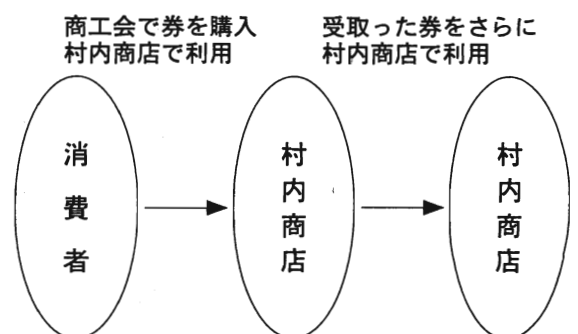 商工会で券を購入
村内商店で利用
受取った券をさらに
村内商店で利用
消費者
村内商店
村内商店